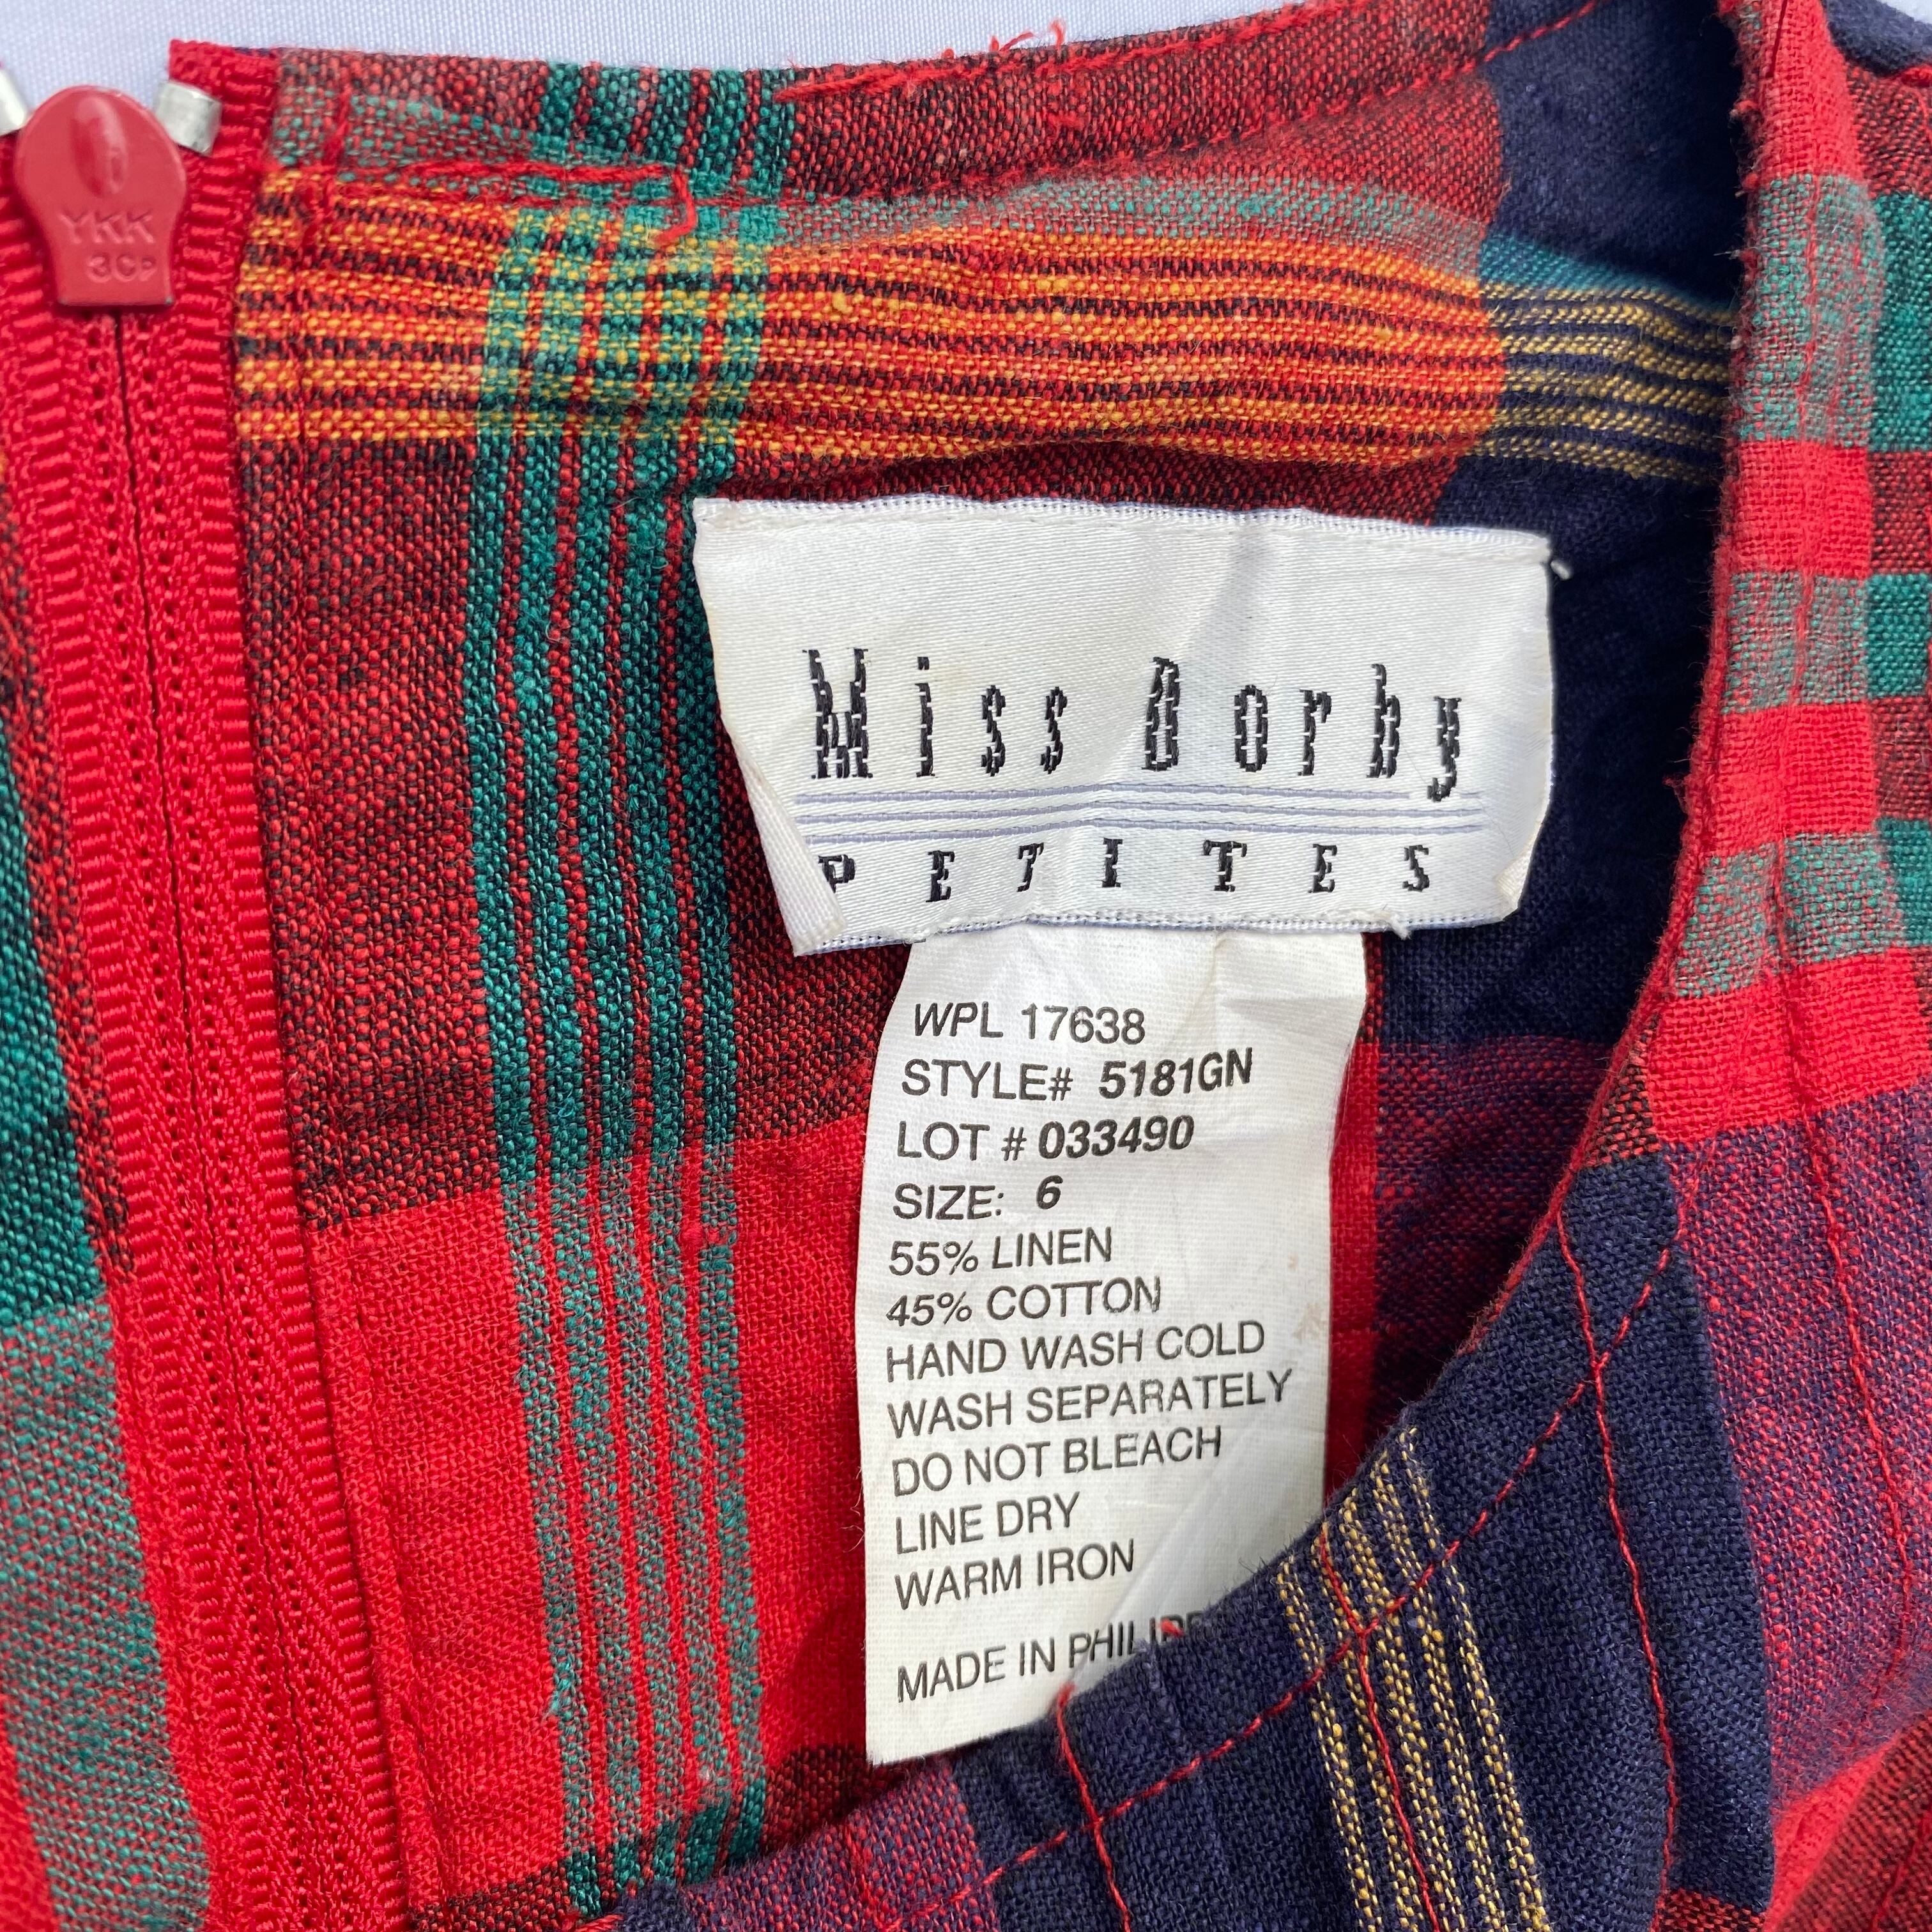 YKK
3CP
Miss Dorby
PETITES
WPL 17638
STYLE# 5181GN
LOT # 033490
SIZE: 6
55% LINEN
45% COTTON
HAND WASH COLD
WASH SEPARATELY
DO NOT BLEACH
LINE DRY
WARM IRON
MADE IN